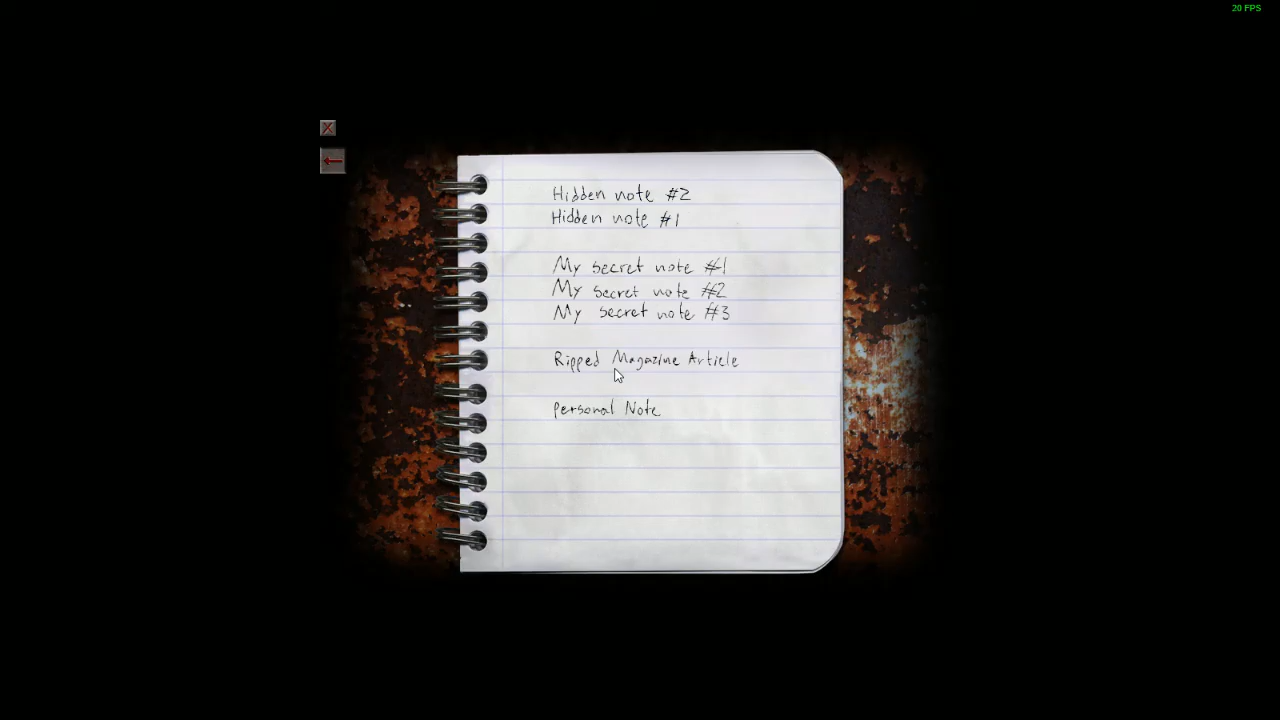 20 FPS
Hidden note #2
Hidden note #1
My secret note #1
My secret note #2
My secret note #3
Ripped Magazine Article
Personal Note